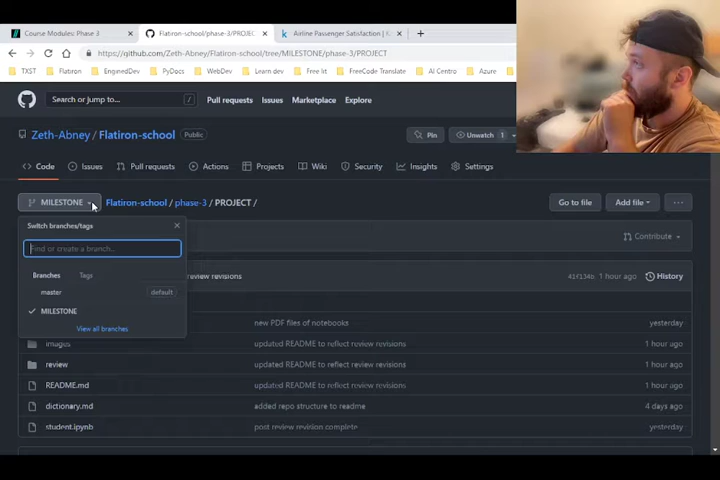 Course Modules: Phase 3
Flatiron-school/phase-3/PROJECT
Airline Passenger Satisfaction | K
https://github.com/Zeth-Abney/Flatiron-school/tree/MILESTONE/phase-3/PROJECT
TXST Flatiron EnginedDev PyDocs WebDev Learn dev Free lit FreeCode Translate AI Centro Azure
Search or jump to... /
Pull requests Issues Marketplace Explore
Zeth-Abney / Flatiron-school Public
Pin Unwatch 1
Code Issues Pull requests Actions Projects Wiki Security Insights Settings
MILESTONE Flatiron-school / phase-3 / PROJECT /
Go to file Add file ...
Switch branches/tags
Find or create a branch...
Contribute
Branches Tags
review revisions 41f134b 1 hour ago History
master default
MILESTONE
new PDF files of notebooks yesterday
View all branches
images updated README to reflect review revisions 1 hour ago
review updated README to reflect review revisions 1 hour ago
README.md updated README to reflect review revisions 1 hour ago
dictionary.md added repo structure to readme 4 days ago
student.ipynb post review revision complete yesterday